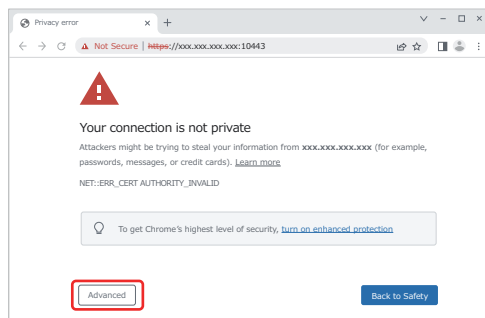 Privacy error
Not Secure | https://xxx.xxx.xxx.xxx:10443
Your connection is not private
Attackers might be trying to steal your information from xxx.xxx.xxx.xxx (for example,
passwords, messages, or credit cards). Learn more
NET::ERR_CERT AUTHORITY_INVALID
To get Chrome's highest level of security, turn on enhanced protection
Advanced
Back to Safety